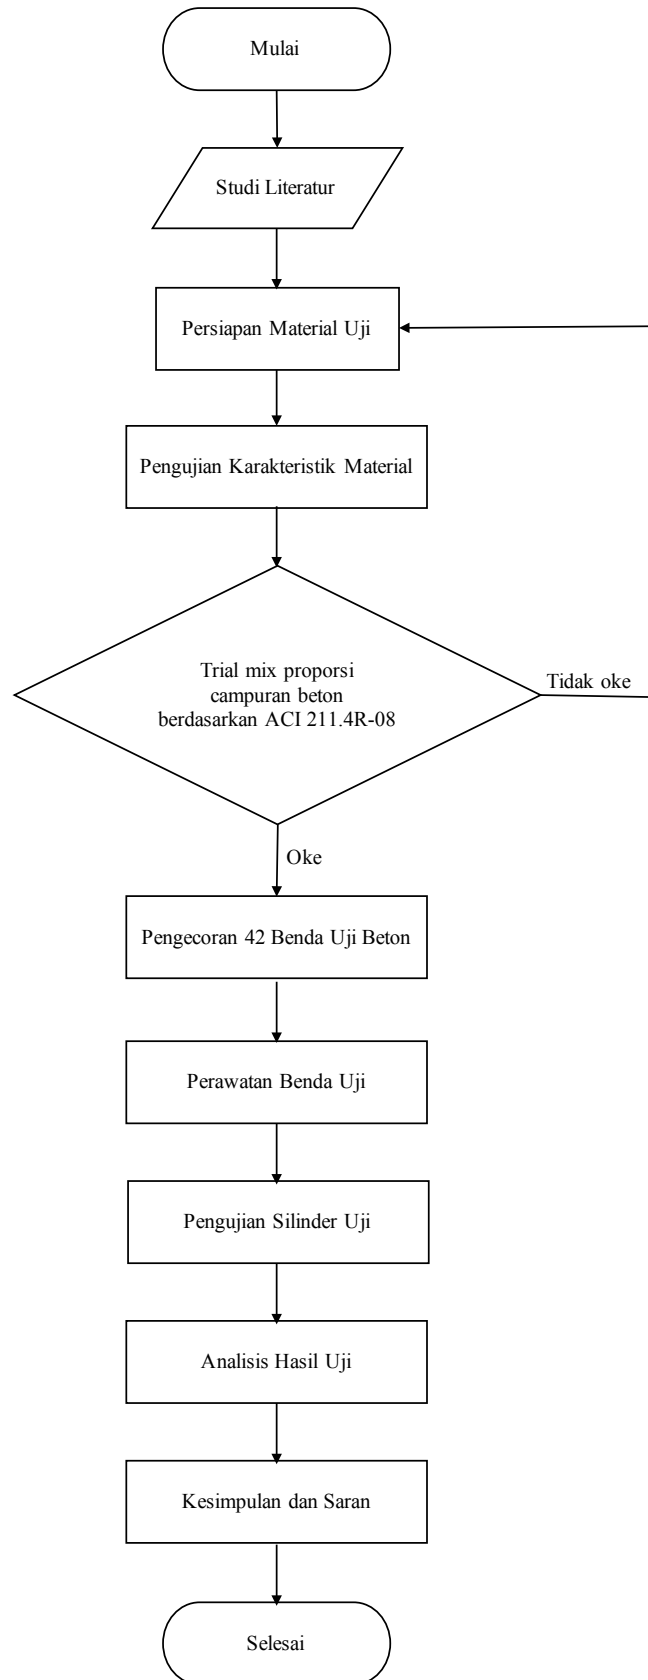 Mulai
Studi Literatur
Persiapan Material Uji
Pengujian Karakteristik Material
Trial mix proporsi
campuran beton
berdasarkan ACI 211.4R-08
Tidak oke
Oke
Pengecoran 42 Benda Uji Beton
Perawatan Benda Uji
Pengujian Silinder Uji
Analisis Hasil Uji
Kesimpulan dan Saran
Selesai